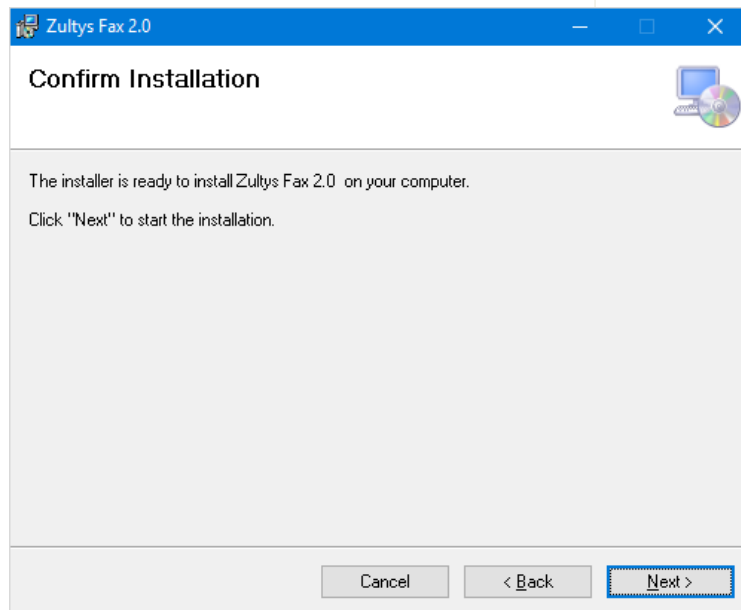 Zultys Fax 2.0
Confirm Installation
The installer is ready to install Zultys Fax 2.0  on your computer.
Click "Next" to start the installation.
Cancel
< Back
Next >